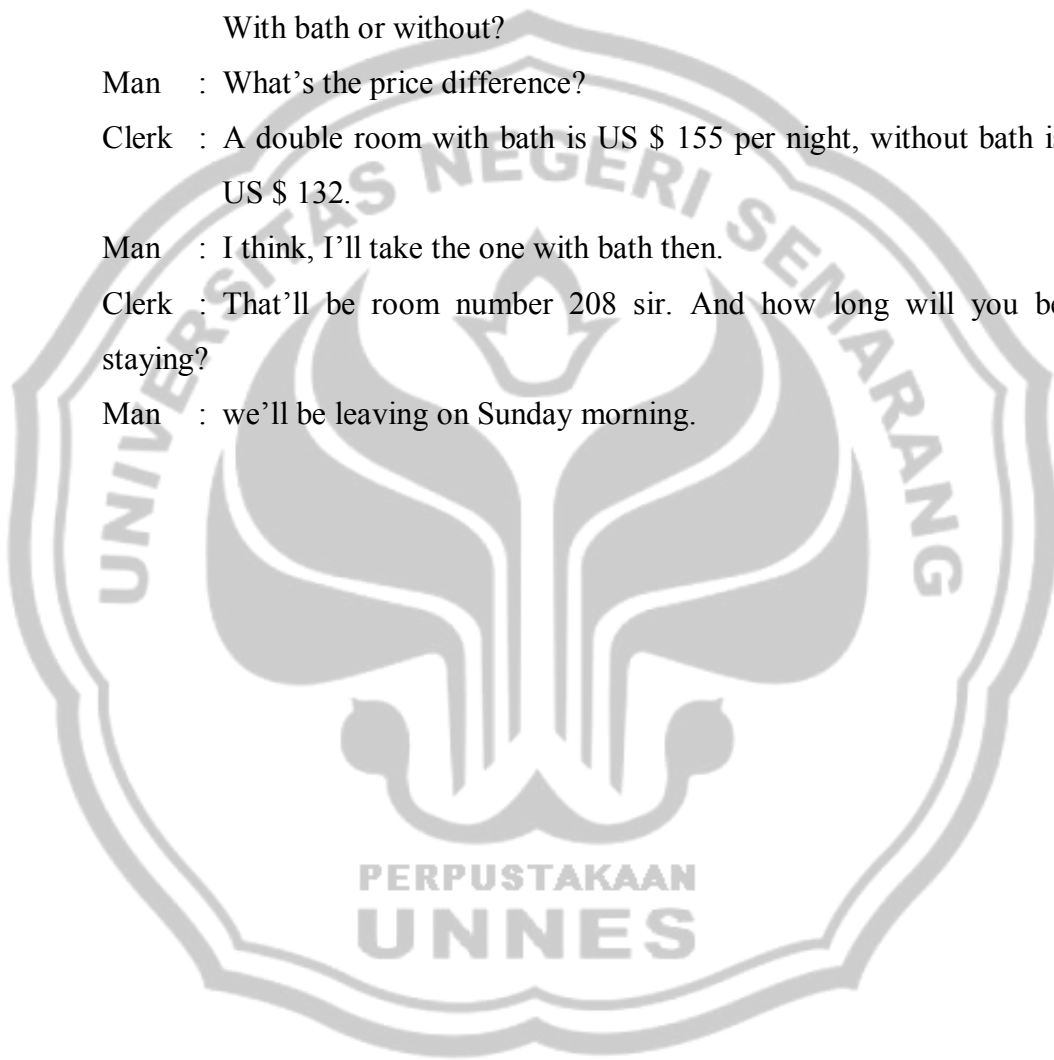 With bath or without?
Man : What’s the price difference?
Clerk : A double room with bath is US $ 155 per night, without bath is
US $ 132.
Man : I think, I’ll take the one with bath then.
Clerk : That’ll be room number 208 sir. And how long will you be
staying?
Man : we’ll be leaving on Sunday morning.
UNIVERSITAS NEGERI SEMARANG
PERPUSTAKAAN
UNNES